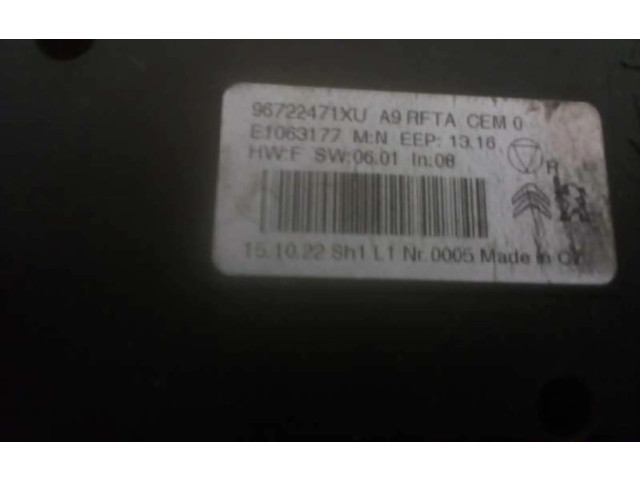 96722471XU A9 RFTA CEM 0
E1063177 M:N EEP: 13.16
HW:F SW:06.01 In:08
R
15.10.22 Sh1 L1 Nr.0005 Made in CZ